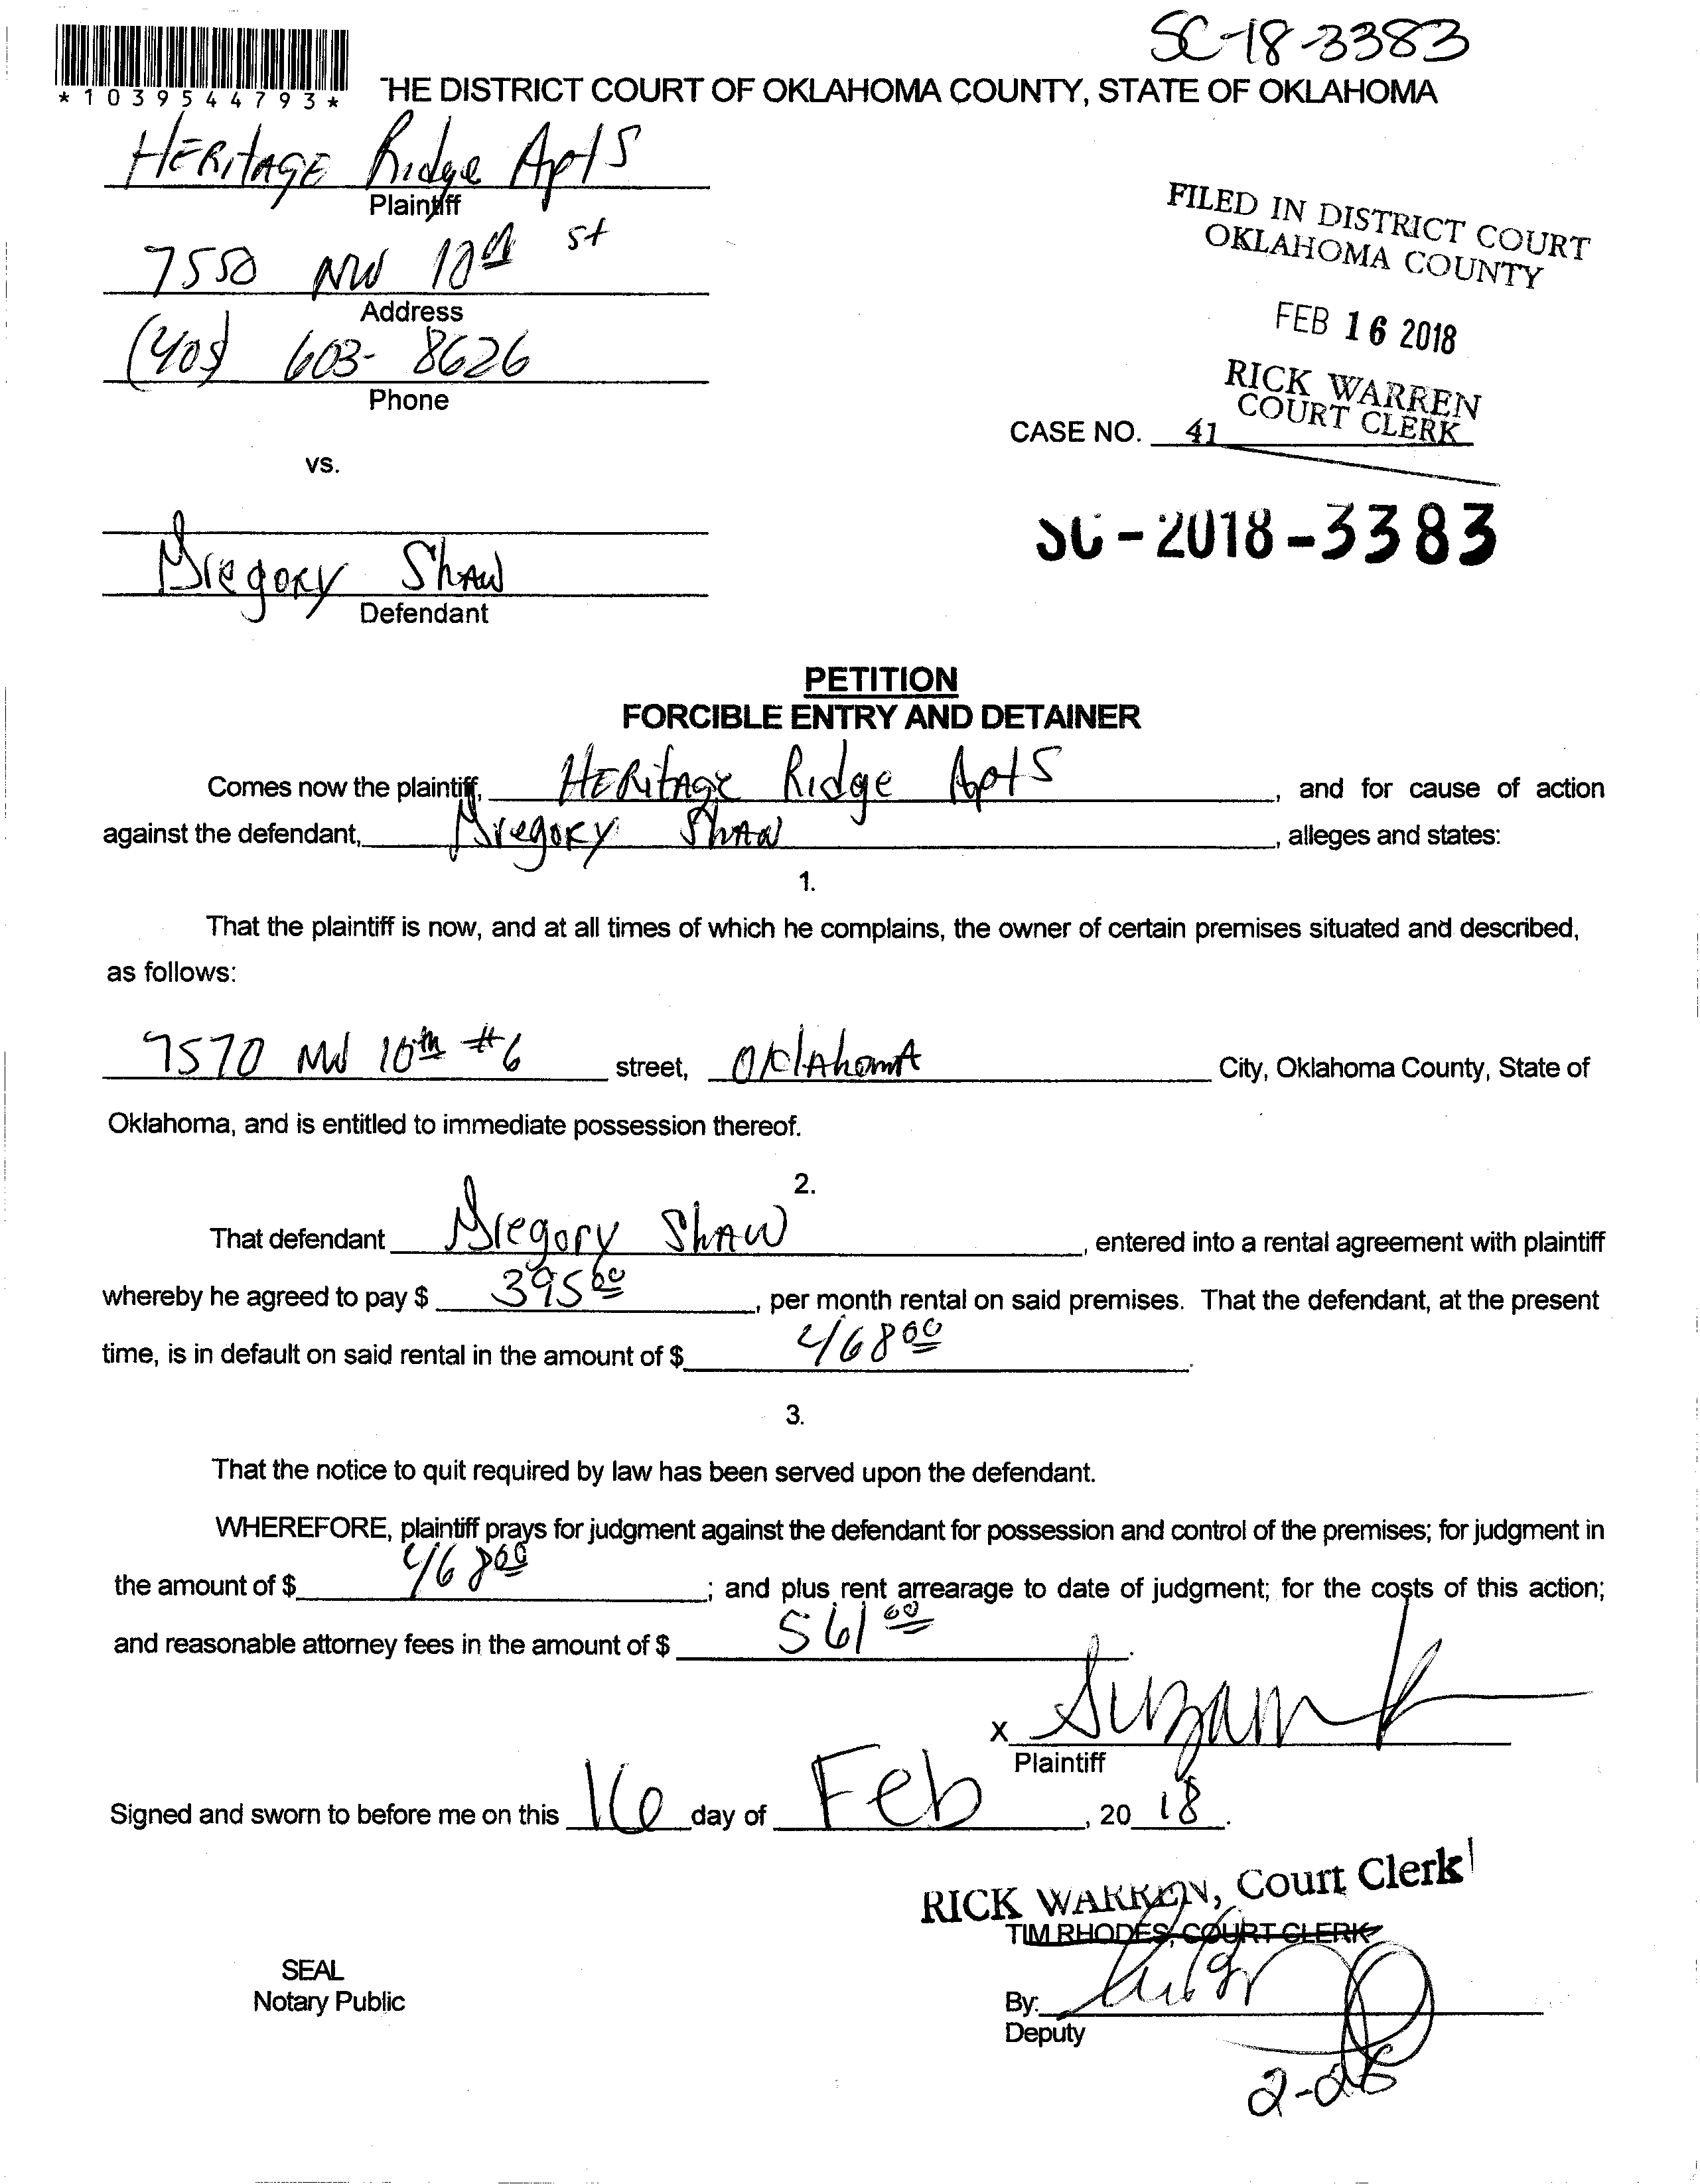 SC-18-3383
*1039544793*
THE DISTRICT COURT OF OKLAHOMA COUNTY, STATE OF OKLAHOMA
HERitAGE Ridge Apts
Plaintiff
7550 NW 10th st
Address
(405) 603-8626
Phone
FILED IN DISTRICT COURT
OKLAHOMA COUNTY
FEB 16 2018
RICK WARREN
COURT CLERK
CASE NO. 41
vs.
SC-2018-3383
Gregory Shaw
Defendant
PETITION
FORCIBLE ENTRY AND DETAINER
Comes now the plaintiff, HERitAge Ridge Apts, and for cause of action
against the defendant, Gregory Shaw, alleges and states:
1.
That the plaintiff is now, and at all times of which he complains, the owner of certain premises situated and described,
as follows:
7570 NW 10th #6 street, OklAhomA City, Oklahoma County, State of
Oklahoma, and is entitled to immediate possession thereof.
2.
That defendant Gregory Shaw, entered into a rental agreement with plaintiff
whereby he agreed to pay $ 395 00, per month rental on said premises. That the defendant, at the present
time, is in default on said rental in the amount of $ 468 00.
3.
That the notice to quit required by law has been served upon the defendant.
WHEREFORE, plaintiff prays for judgment against the defendant for possession and control of the premises; for judgment in
the amount of $ 468 00; and plus rent arrearage to date of judgment; for the costs of this action;
and reasonable attorney fees in the amount of $ 561 00.
x
Plaintiff
Signed and sworn to before me on this 16 day of Feb, 20 18.
RICK WARREN, Court Clerk
TIM RHODES, COURT CLERK
SEAL
Notary Public
By:
Deputy